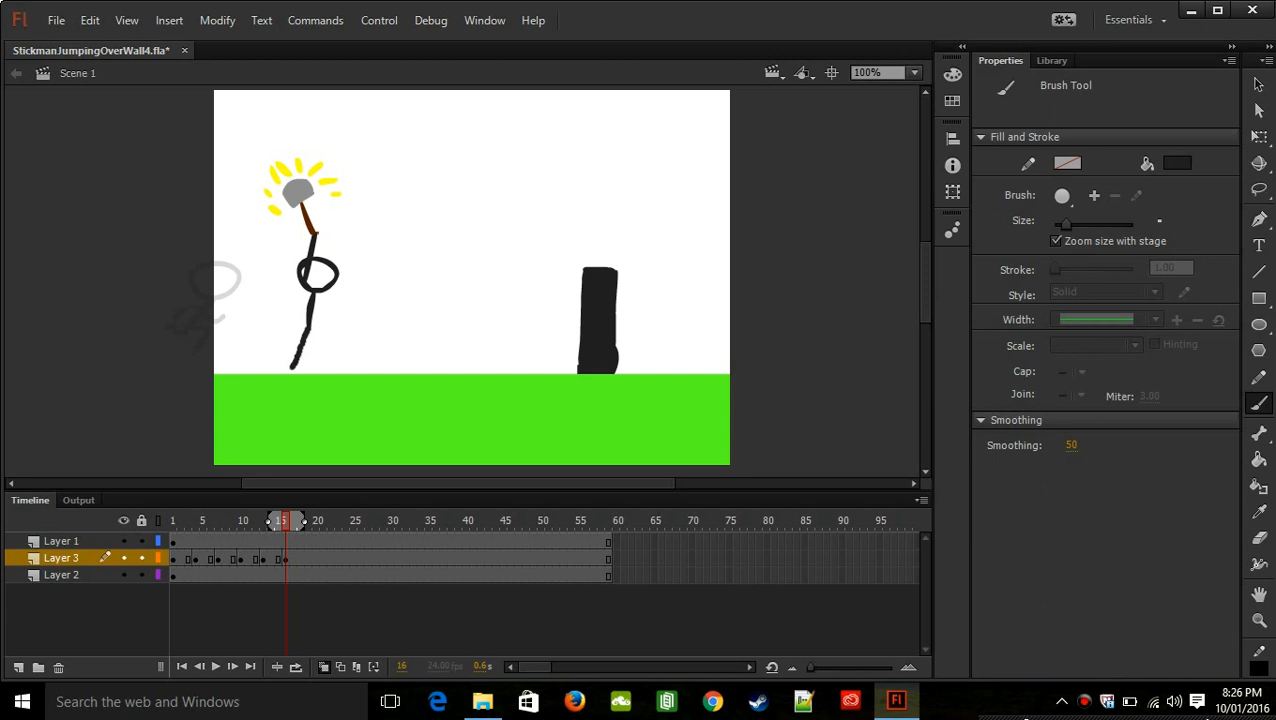 Fl File Edit View Insert Modify Text Commands Control Debug Window Help Essentials
StickmanJumpingOverWall4.fla* ×
Scene 1 100%
Properties Library
Brush Tool
Fill and Stroke
Brush:
Size:
Zoom size with stage
Stroke: 1.00
Style: Solid
Width:
Scale: Hinting
Cap:
Join: Miter: 3.00
Smoothing
Smoothing: 50
Timeline Output
1 5 10 15 20 25 30 35 40 45 50 55 60 65 70 75 80 85 90 95
Layer 1
Layer 3
Layer 2
16 24.00 fps 0.6 s
Search the web and Windows
Fl
8:26 PM
10/01/2016